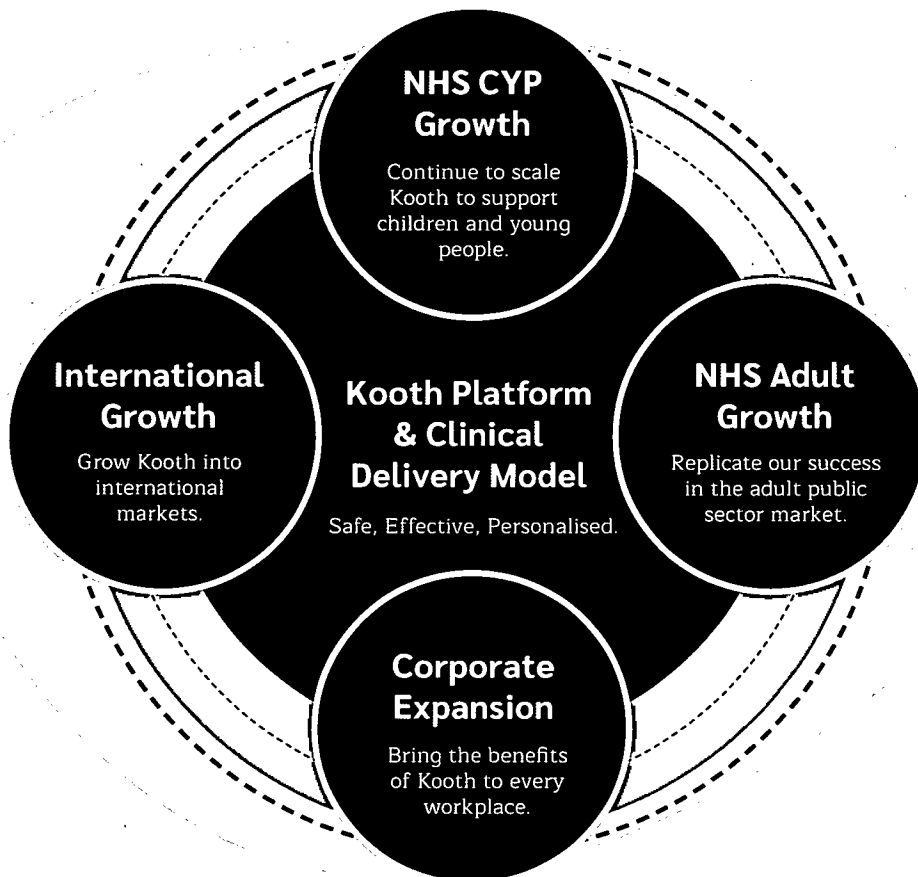 NHS CYP
Growth
Continue to scale
Kooth to support
children and young
people.
International
Growth
Grow Kooth into
international
markets.
Kooth Platform
& Clinical
Delivery Model
Safe, Effective, Personalised.
NHS Adult
Growth
Replicate our success
in the adult public
sector market.
Corporate
Expansion
Bring the benefits
of Kooth to every
workplace.